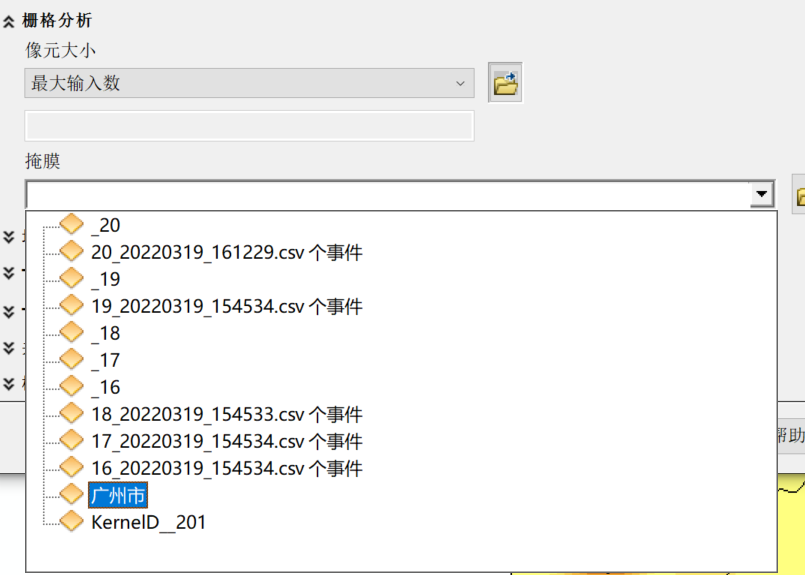 栅格分析
像元大小
最大输入数
掩膜
_20
20_20220319_161229.csv 个事件
_19
19_20220319_154534.csv 个事件
_18
_17
_16
18_20220319_154533.csv 个事件
17_20220319_154534.csv 个事件
16_20220319_154534.csv 个事件
广州市
KernelD__201
帮助